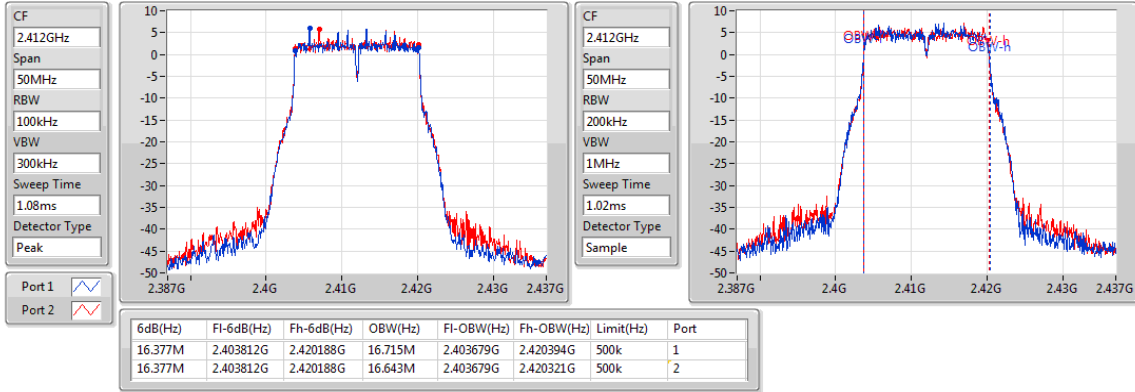 CF
2.412GHz
Span
50MHz
RBW
100kHz
VBW
300kHz
Sweep Time
1.08ms
Detector Type
Peak
Port 1
Port 2
10
5
0
-5
-10
-15
-20
-25
-30
-35
-40
-45
-50
2.387G 2.4G 2.41G 2.42G 2.43G 2.437G
CF
2.412GHz
Span
50MHz
RBW
200kHz
VBW
1MHz
Sweep Time
1.02ms
Detector Type
Sample
10
5
0
-5
-10
-15
-20
-25
-30
-35
-40
-45
-50
OBW-h
2.387G 2.4G 2.41G 2.42G 2.43G 2.437G
6dB(Hz) Fl-6dB(Hz) Fh-6dB(Hz) OBW(Hz) Fl-OBW(Hz) Fh-OBW(Hz) Limit(Hz) Port
16.377M 2.403812G 2.420188G 16.715M 2.403679G 2.420394G 500k 1
16.377M 2.403812G 2.420188G 16.643M 2.403679G 2.420321G 500k 2